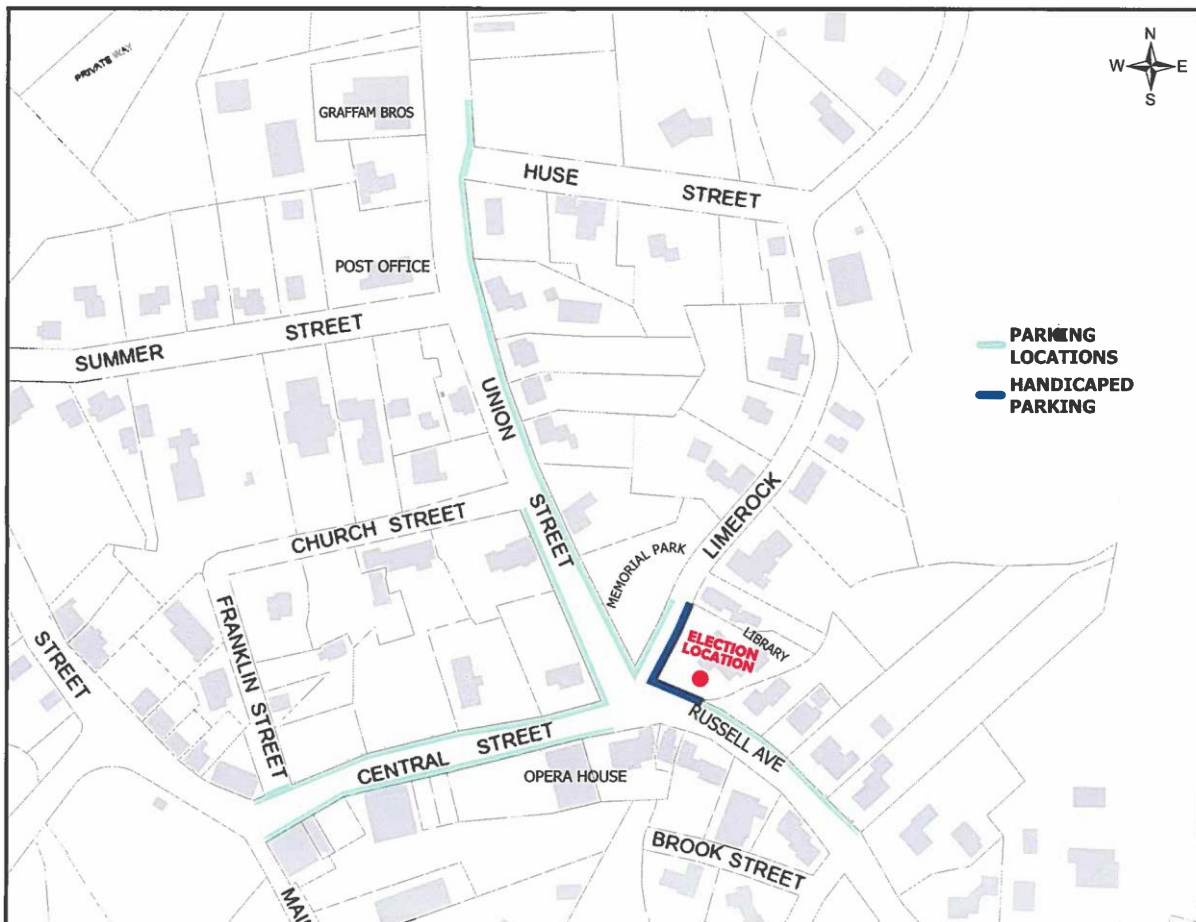 PRIVATE WAY
N
W E
S
GRAFFAM BROS
HUSE STREET
POST OFFICE
SUMMER STREET
PARKING
LOCATIONS
HANDICAPED
PARKING
UNION STREET
CHURCH STREET
LIMEROCK
MEMORIAL PARK
FRANKLIN STREET
STREET
LIBRARY
ELECTION
LOCATION
RUSSELL AVE
CENTRAL STREET
OPERA HOUSE
BROOK STREET